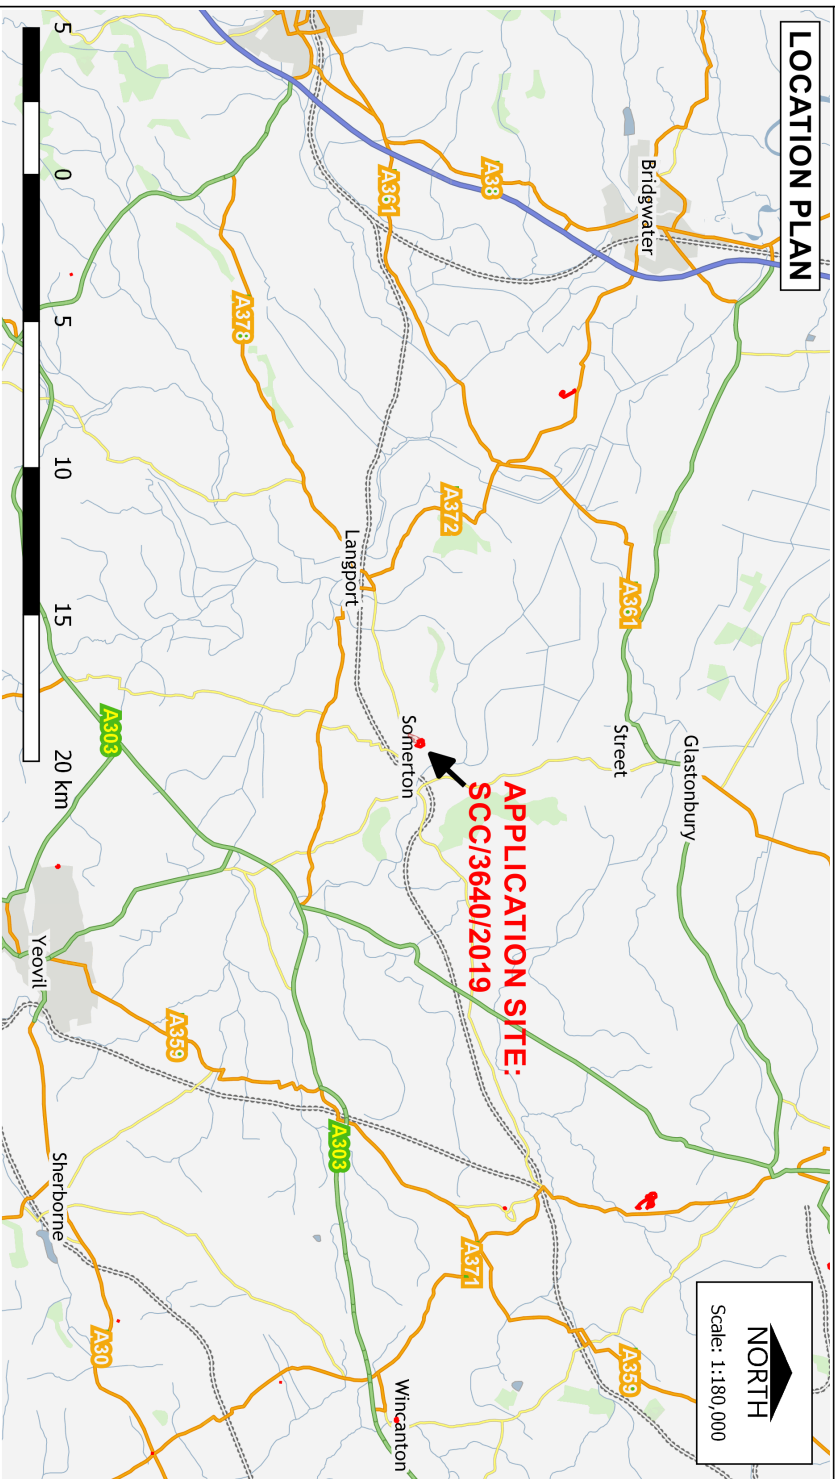 LOCATION PLAN
NORTH
Scale: 1:180,000
Bridgwater
Glastonbury
Street
A38
A361
A361
A372
A378
Langport
Somerton
APPLICATION SITE:
SCC/3640/2019
A303
A303
A359
A371
A359
Wincanton
Yeovil
Sherborne
A30
5 0 5 10 15 20 km